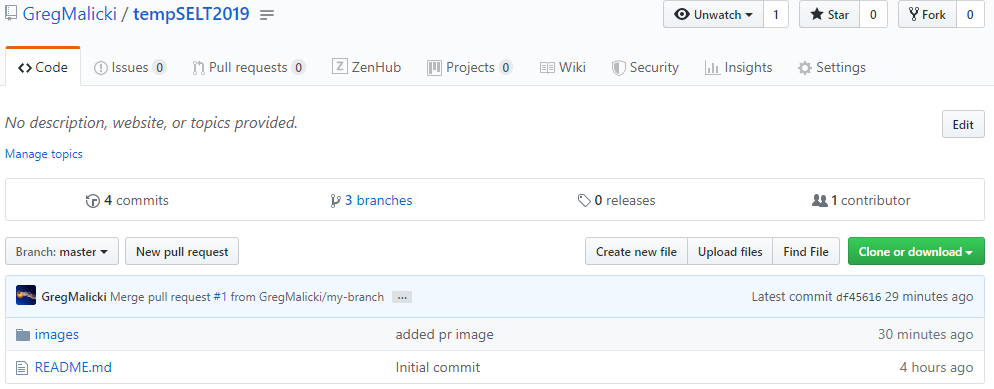 GregMalicki / tempSELT2019 Unwatch 1 Star 0 Fork 0
Code Issues 0 Pull requests 0 ZenHub Projects 0 Wiki Security Insights Settings
No description, website, or topics provided. Edit
Manage topics
4 commits 3 branches 0 releases 1 contributor
Branch: master New pull request Create new file Upload files Find File Clone or download
GregMalicki Merge pull request #1 from GregMalicki/my-branch ... Latest commit df45616 29 minutes ago
images added pr image 30 minutes ago
README.md Initial commit 4 hours ago